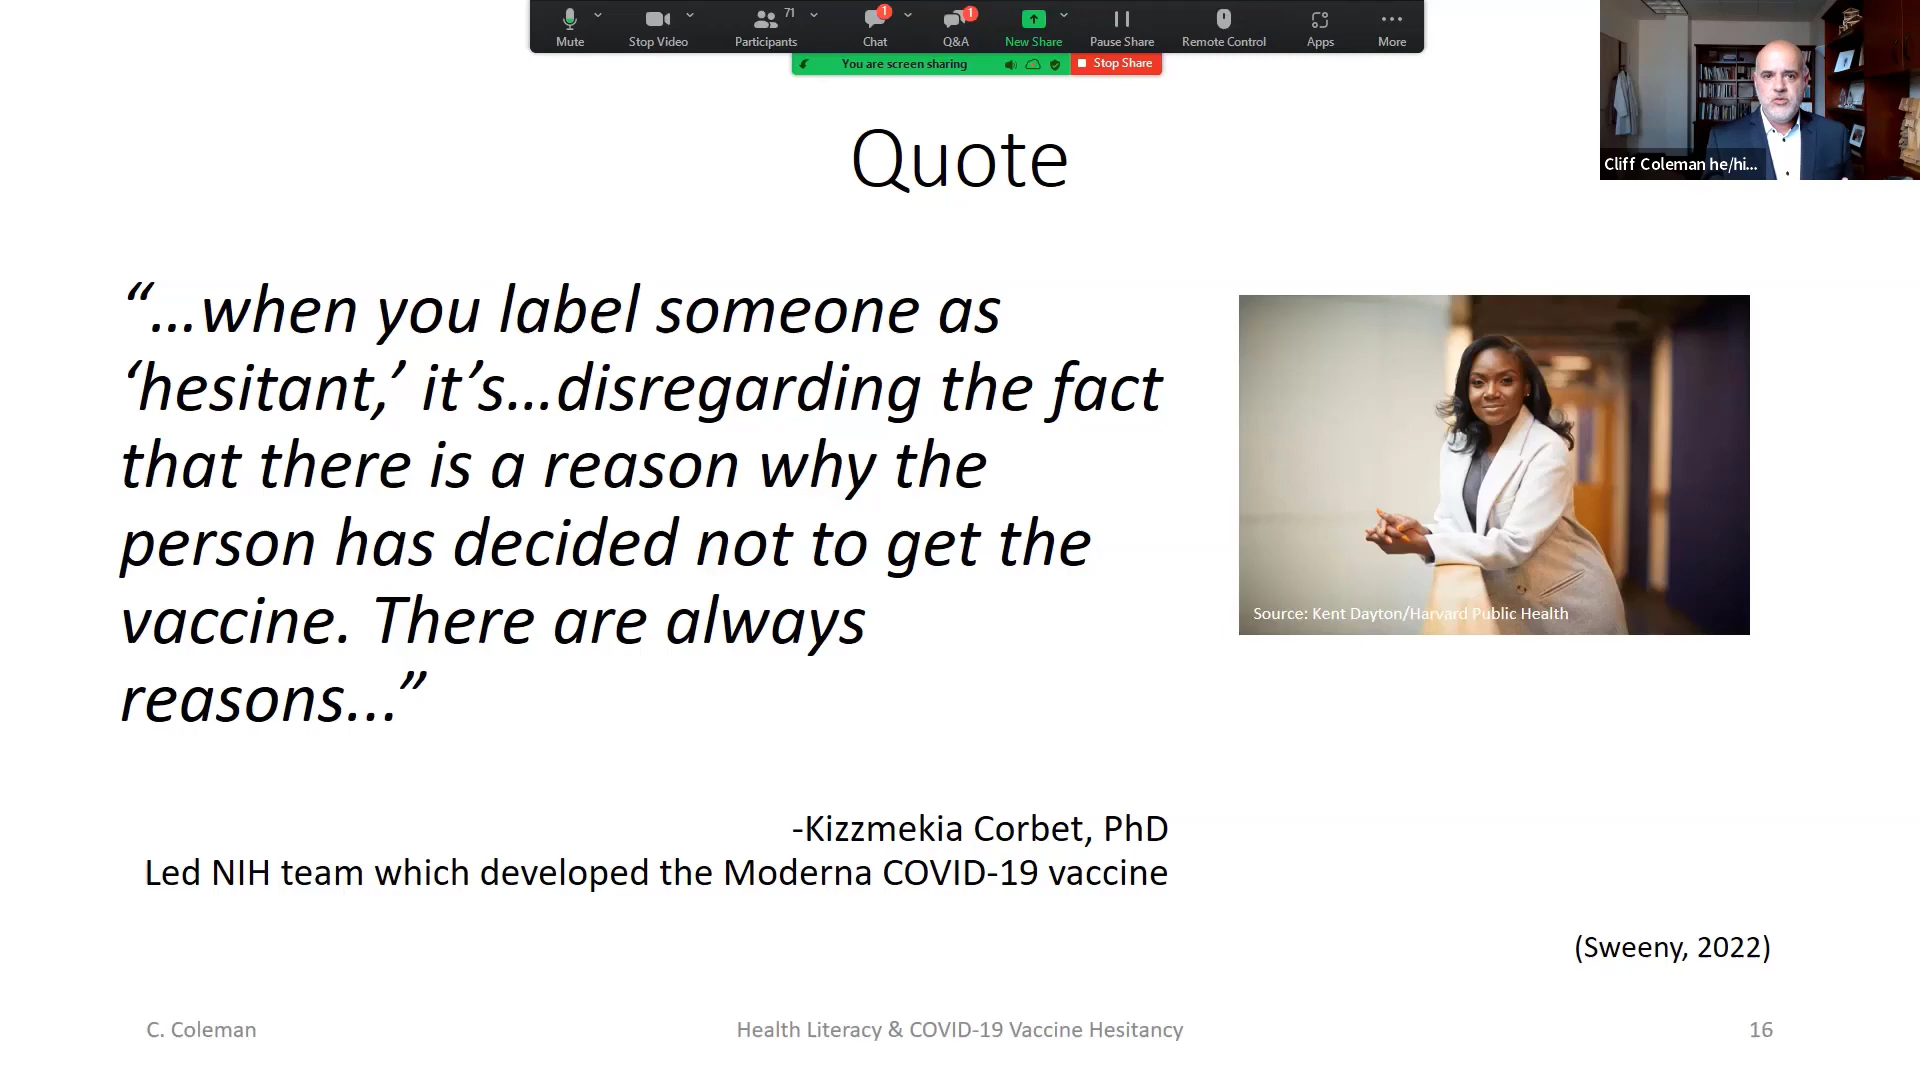 71
1
1
Mute
Stop Video
Participants
Chat
Q&A
New Share
Pause Share
Remote Control
Apps
More
You are screen sharing
Stop Share
Cliff Coleman he/hi...
Quote
“...when you label someone as
‘hesitant,’ it’s...disregarding the fact
that there is a reason why the
person has decided not to get the
vaccine. There are always
reasons...”
Source: Kent Dayton/Harvard Public Health
-Kizzmekia Corbet, PhD
Led NIH team which developed the Moderna COVID-19 vaccine
(Sweeny, 2022)
C. Coleman
Health Literacy & COVID-19 Vaccine Hesitancy
16